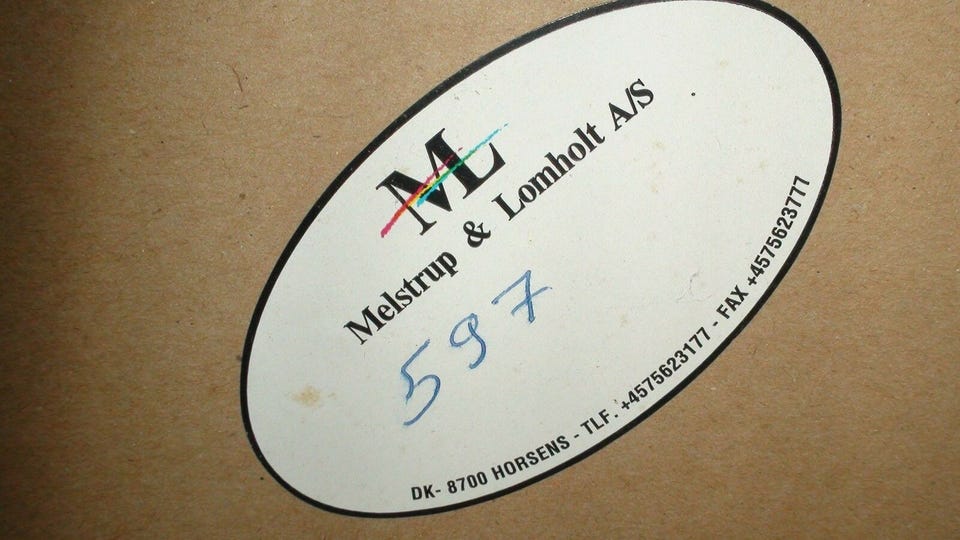 ML
Melstrup & Lomholt A/S
597
DK- 8700 HORSENS - TLF. +4575623177 - FAX +4575623777